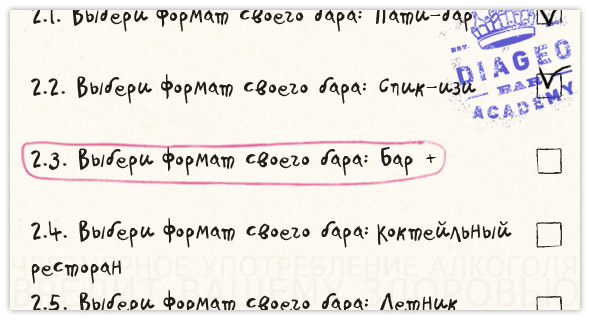 2.1. Выбери формат своего бара: Пати-бар
2.2. Выбери формат своего бара: Спик-изи
DIAGEO
BAR
ACADEMY
2.3. Выбери формат своего бара: Бар +
2.4. Выбери формат своего бара: Коктейльный
ресторан
ЧРЕЗМЕРНОЕ УПОТРЕБЛЕНИЕ АЛКОГОЛЯ
ВРЕДИТ ВАШЕМУ ЗДОРОВЬЮ
2.5. Выбери формат своего бара: Летник